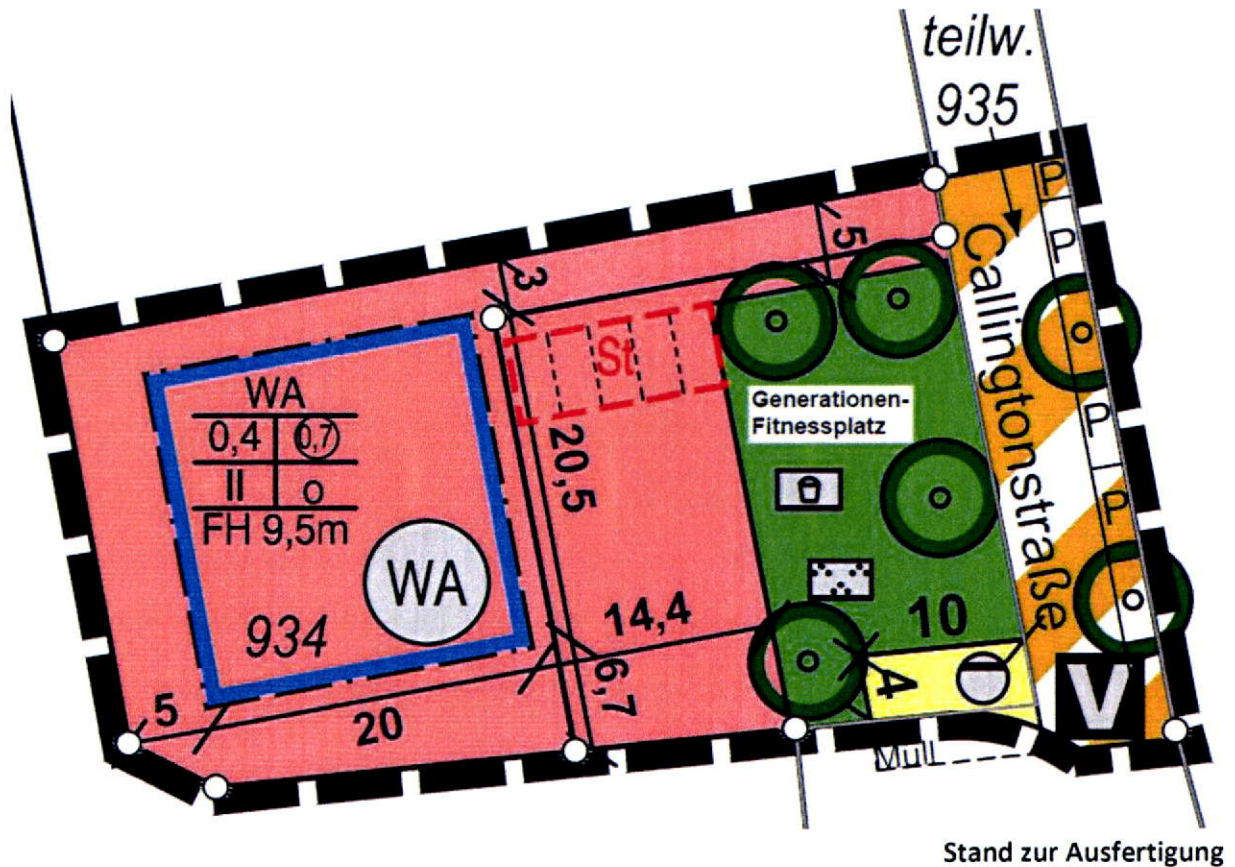 teilw.
935
P
P
Callingtonstraße
5
3
St
WA
0,4 0,7
II o
FH 9,5m
WA
934
20,5
Generationen-
Fitnessplatz
P
P
14,4
10
4
6,7
5
20
V
Müll
Stand zur Ausfertigung